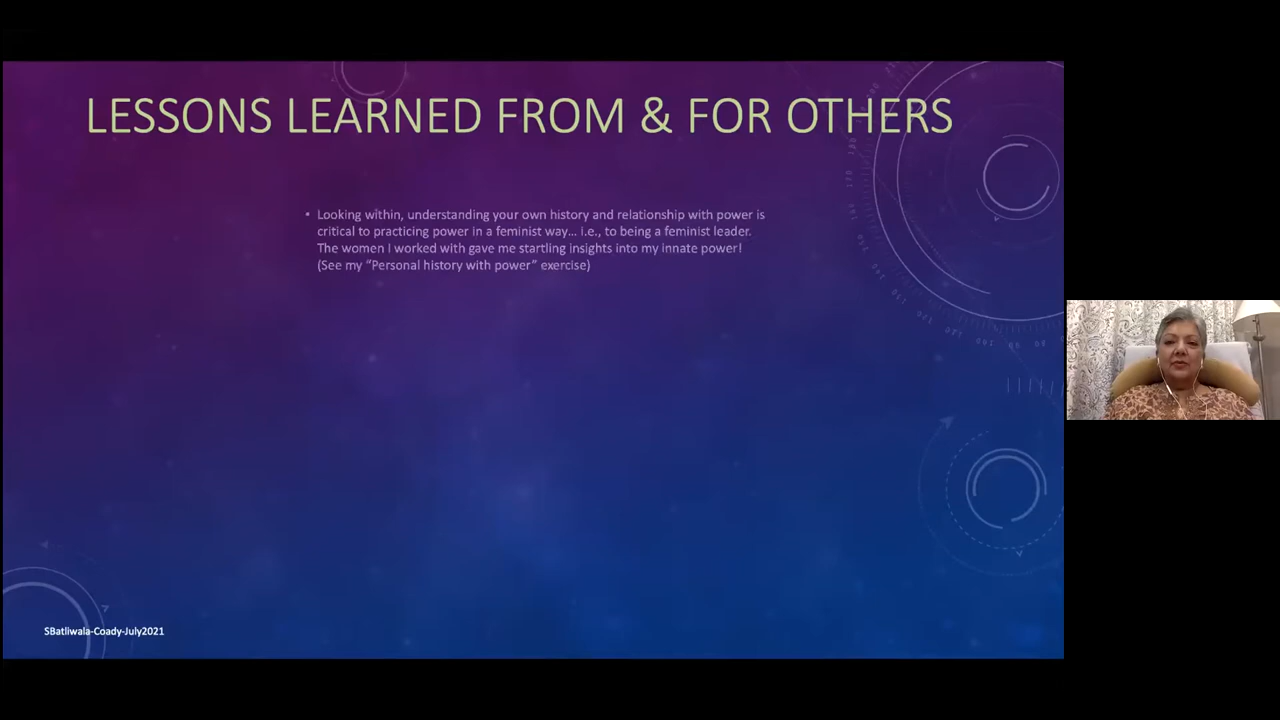 LESSONS LEARNED FROM & FOR OTHERS
• Looking within, understanding your own history and relationship with power is
critical to practicing power in a feminist way... i.e., to being a feminist leader.
The women I worked with gave me startling insights into my innate power!
(See my “Personal history with power” exercise)
SBatliwala-Coady-July2021